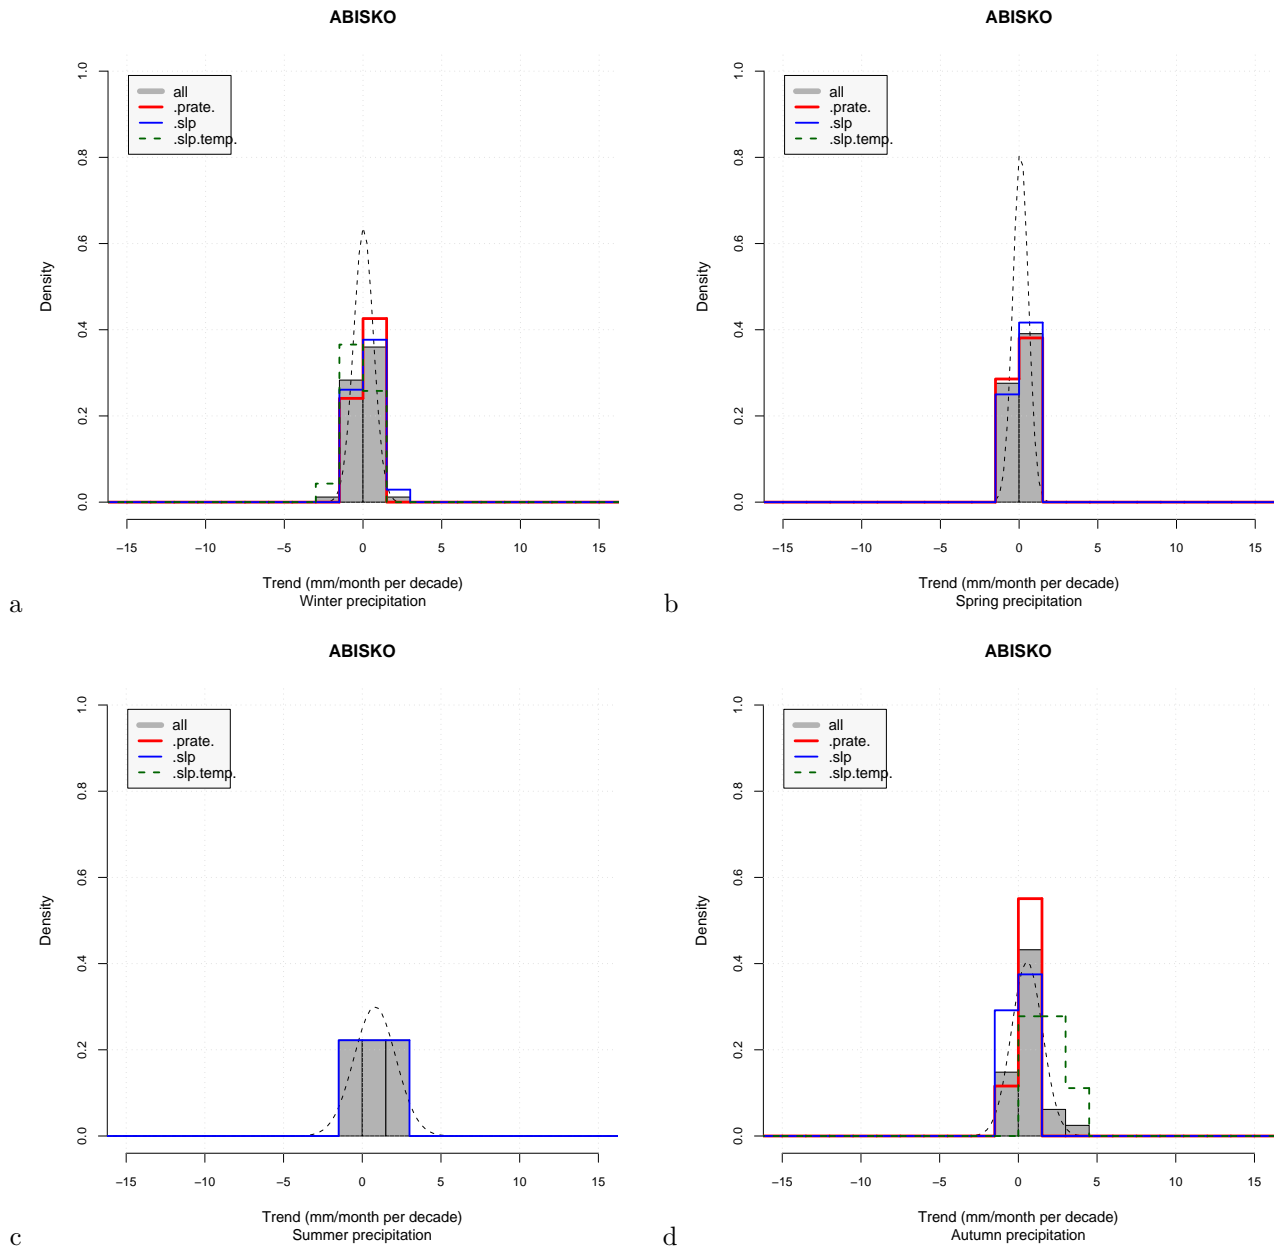 ABISKO
all
.prate.
.slp
.slp.temp.
Density
0.0
0.2
0.4
0.6
0.8
1.0
−15
−10
−5
0
5
10
15
Trend (mm/month per decade)
Winter precipitation
a
ABISKO
all
.prate.
.slp
.slp.temp.
Density
0.0
0.2
0.4
0.6
0.8
1.0
−15
−10
−5
0
5
10
15
Trend (mm/month per decade)
Spring precipitation
b
ABISKO
all
.prate.
.slp
.slp.temp.
Density
0.0
0.2
0.4
0.6
0.8
1.0
−15
−10
−5
0
5
10
15
Trend (mm/month per decade)
Summer precipitation
c
ABISKO
all
.prate.
.slp
.slp.temp.
Density
0.0
0.2
0.4
0.6
0.8
1.0
−15
−10
−5
0
5
10
15
Trend (mm/month per decade)
Autumn precipitation
d